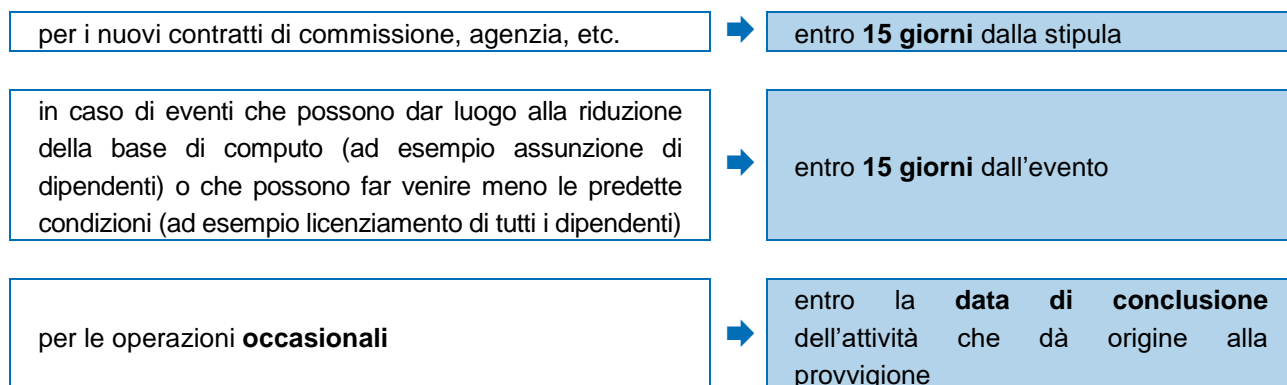 per i nuovi contratti di commissione, agenzia, etc.
entro 15 giorni dalla stipula
in caso di eventi che possono dar luogo alla riduzione
della base di computo (ad esempio assunzione di
dipendenti) o che possono far venire meno le predette
condizioni (ad esempio licenziamento di tutti i dipendenti)
entro 15 giorni dall'evento
per le operazioni occasionali
entro la data di conclusione
dell'attività che dà origine alla
provvigione